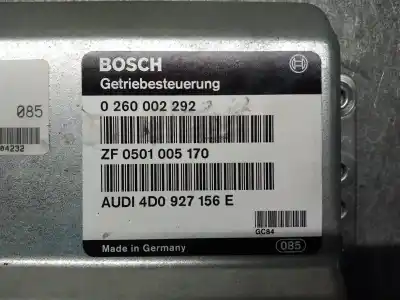 BOSCH
Getriebesteuerung
0 260 002 292
085
04232
ZF 0501 005 170
AUDI 4D0 927 156 E
GC84
Made in Germany
085